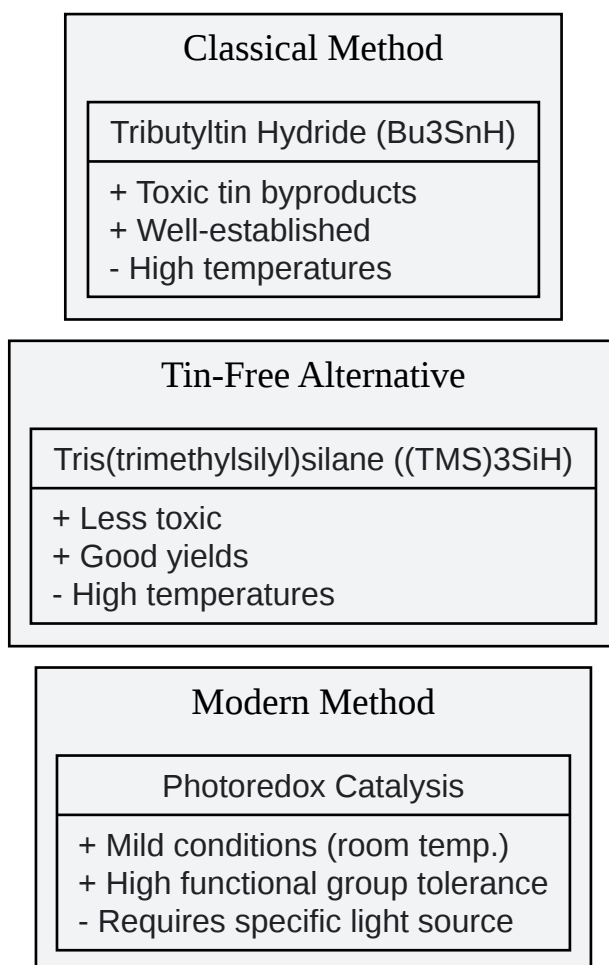 Classical Method
Tributyltin Hydride (Bu3SnH)
+ Toxic tin byproducts
+ Well-established
- High temperatures
Tin-Free Alternative
Tris(trimethylsilyl)silane ((TMS)3SiH)
+ Less toxic
+ Good yields
- High temperatures
Modern Method
Photoredox Catalysis
+ Mild conditions (room temp.)
+ High functional group tolerance
- Requires specific light source